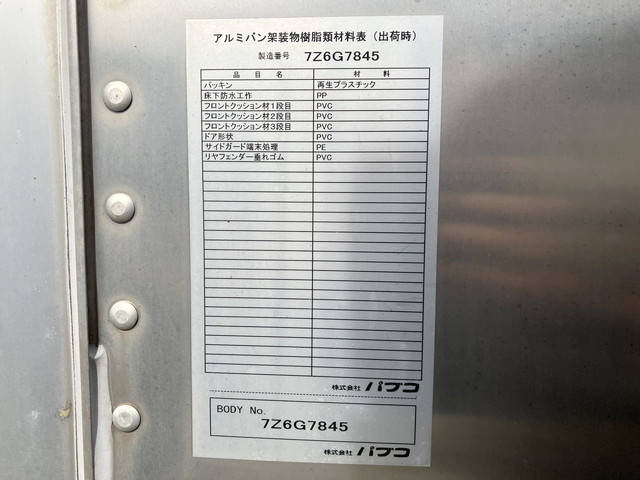 アルミバン架装物樹脂類材料表（出荷時）
製造番号 7Z6G7845
品目名 材料
パッキン 再生プラスチック
床下防水工作 PP
フロントクッション材1段目 PVC
フロントクッション材2段目 PVC
フロントクッション材3段目 PVC
ドア形状 PVC
サイドガード端末処理 PE
リヤフェンダー垂れゴム PVC
株式会社 パブコ
BODY No.
7Z6G7845
株式会社 パブコ